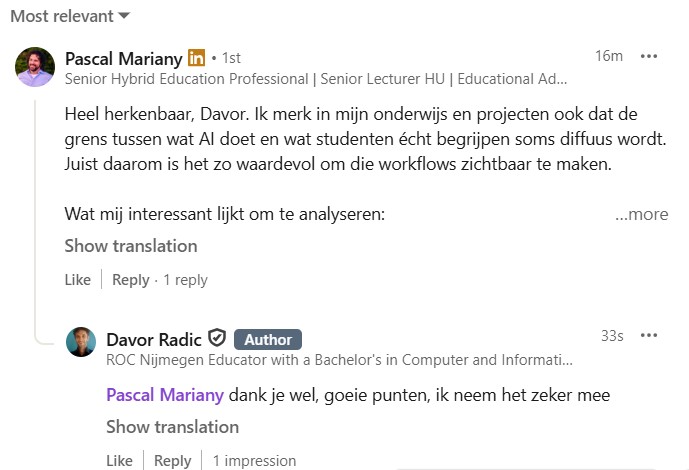 Most relevant
Pascal Mariany in • 1st
16m
Senior Hybrid Education Professional | Senior Lecturer HU | Educational Ad...
Heel herkenbaar, Davor. Ik merk in mijn onderwijs en projecten ook dat de
grens tussen wat AI doet en wat studenten écht begrijpen soms diffuus wordt.
Juist daarom is het zo waardevol om die workflows zichtbaar te maken.
Wat mij interessant lijkt om te analyseren:
...more
Show translation
Like | Reply · 1 reply
Davor Radic Author
33s
ROC Nijmegen Educator with a Bachelor's in Computer and Informati...
Pascal Mariany dank je wel, goeie punten, ik neem het zeker mee
Show translation
Like | Reply | 1 impression